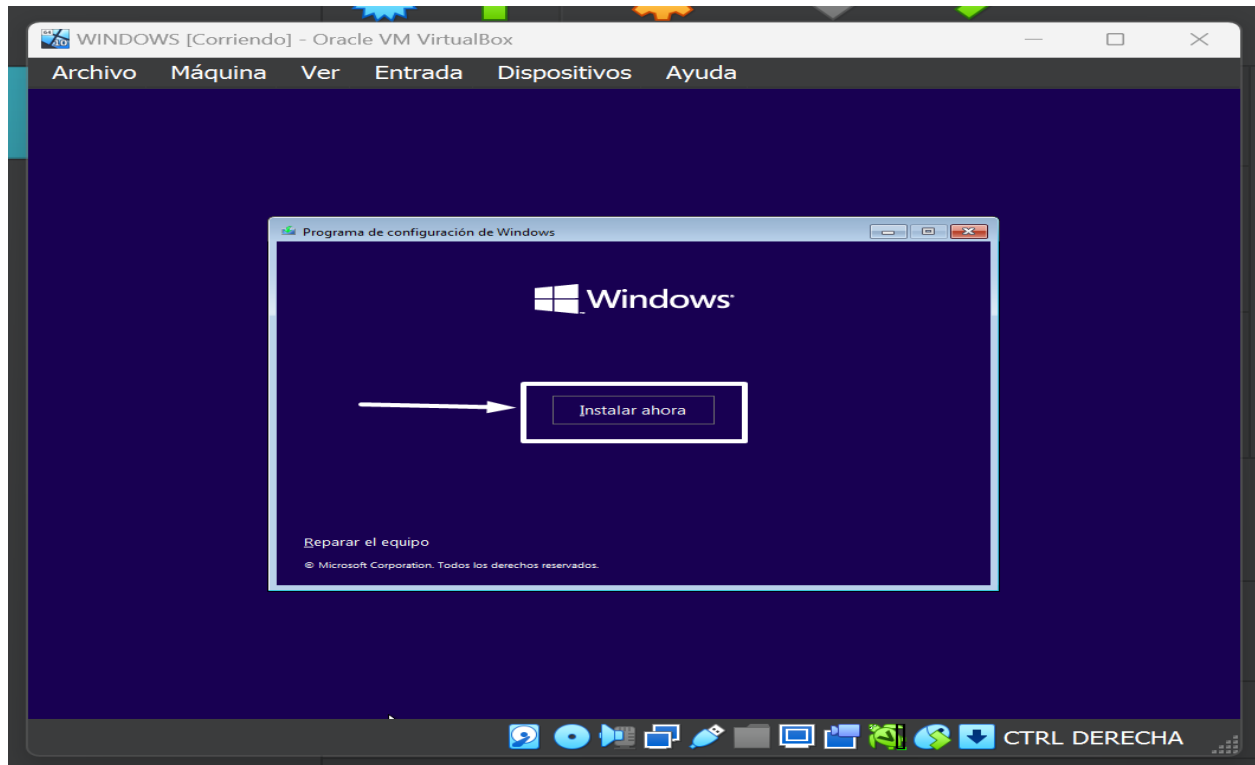 WINDOWS [Corriendo] - Oracle VM VirtualBox
Archivo Máquina Ver Entrada Dispositivos Ayuda
Programa de configuración de Windows
Windows
Instalar ahora
Reparar el equipo
© Microsoft Corporation. Todos los derechos reservados.
CTRL DERECHA